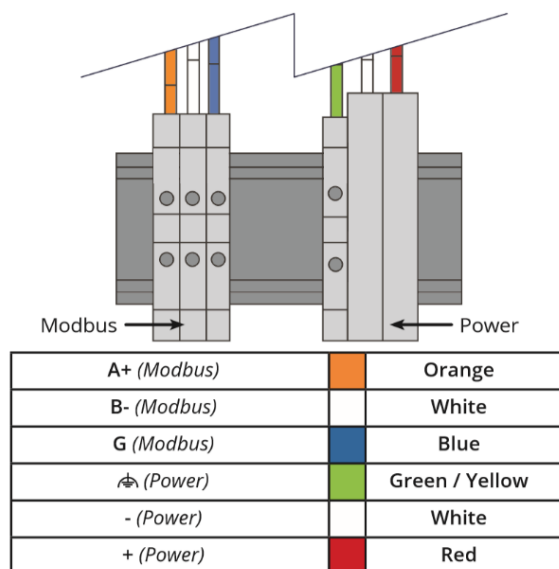 Modbus Power
A+ (Modbus) Orange
B- (Modbus) White
G (Modbus) Blue
⏚ (Power) Green / Yellow
- (Power) White
+ (Power) Red